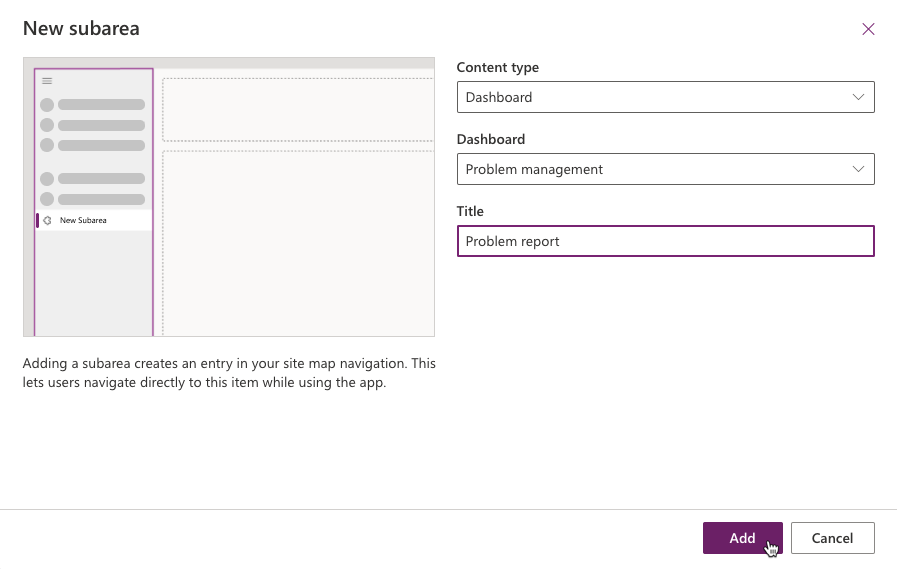 New subarea
Content type
Dashboard
Dashboard
Problem management
Title
Problem report
New Subarea
Adding a subarea creates an entry in your site map navigation. This
lets users navigate directly to this item while using the app.
Add
Cancel